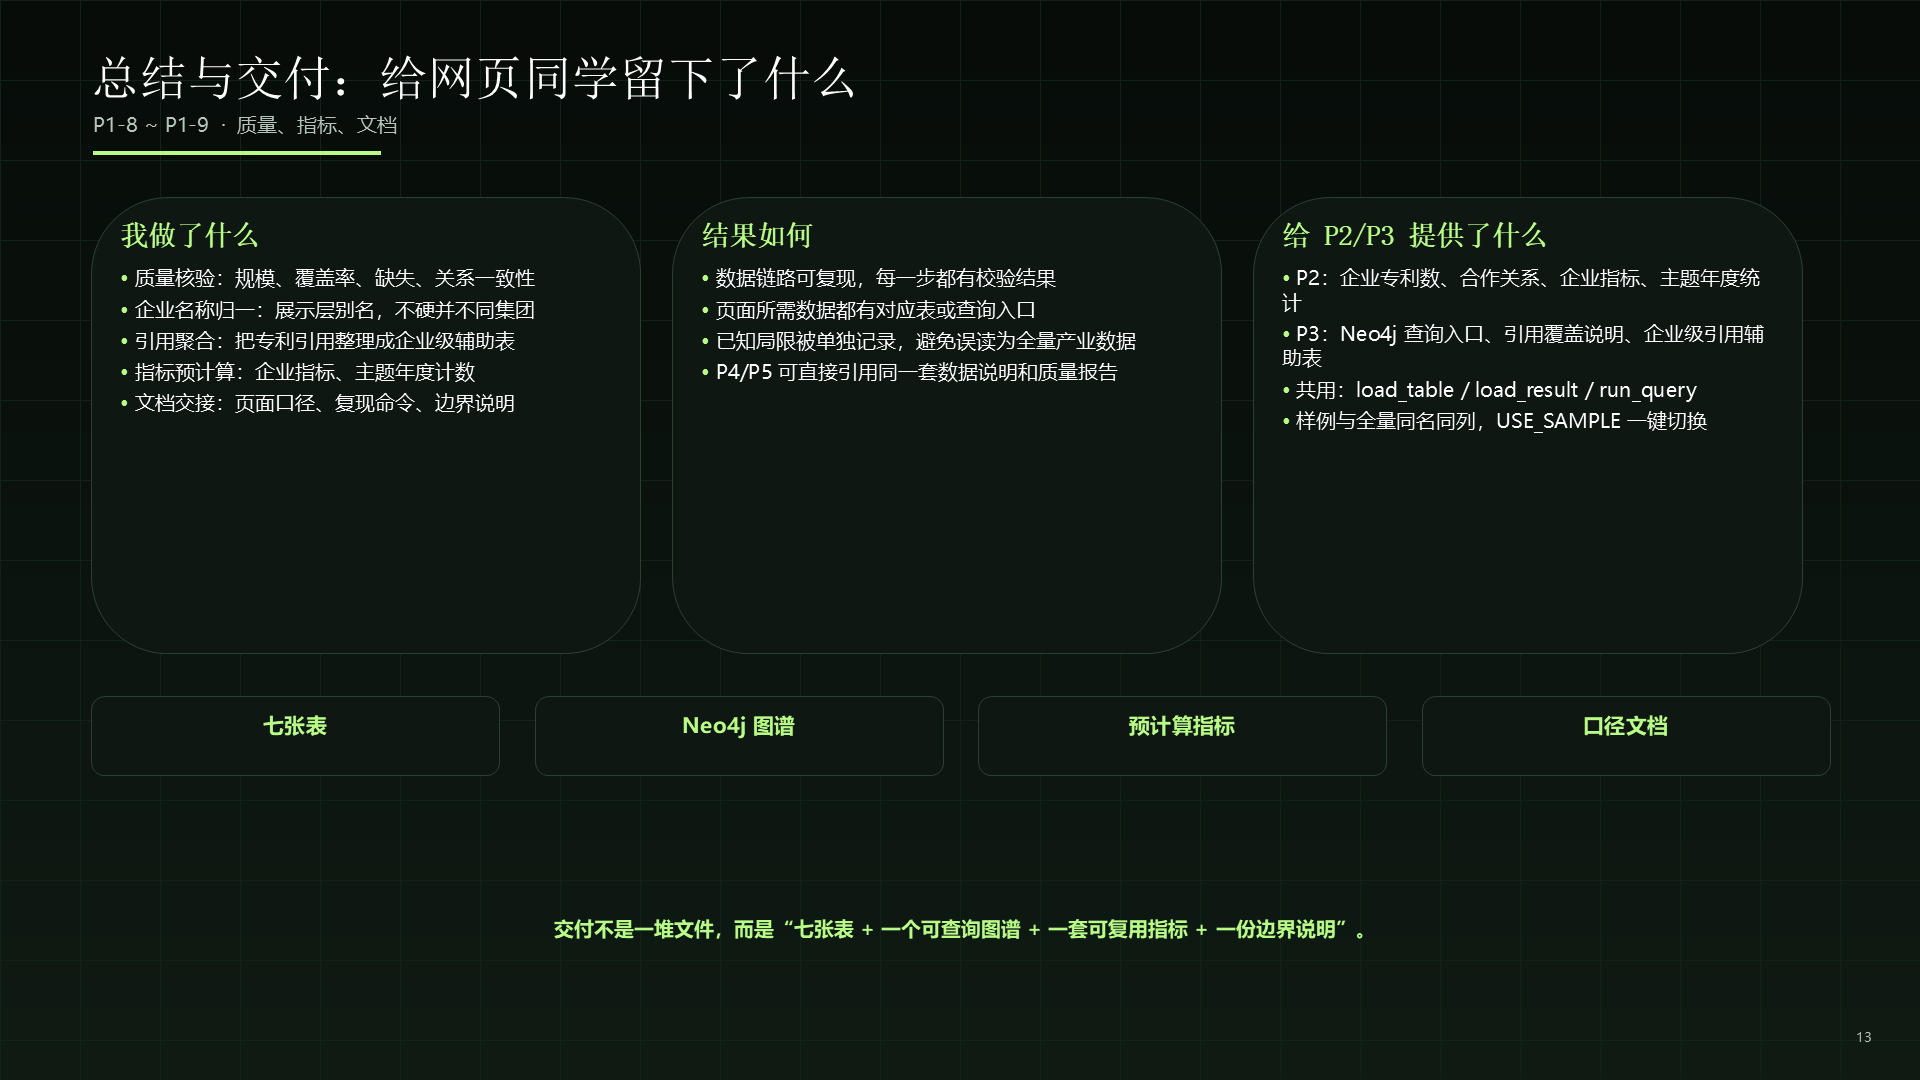 总结与交付：给网页同学留下了什么
P1-8 ~ P1-9 · 质量、指标、文档
我做了什么
• 质量核验：规模、覆盖率、缺失、关系一致性
• 企业名称归一：展示层别名，不硬并不同集团
• 引用聚合：把专利引用整理成企业级辅助表
• 指标预计算：企业指标、主题年度计数
• 文档交接：页面口径、复现命令、边界说明
结果如何
• 数据链路可复现，每一步都有校验结果
• 页面所需数据都有对应表或查询入口
• 已知局限被单独记录，避免误读为全量产业数据
• P4/P5 可直接引用同一套数据说明和质量报告
给 P2/P3 提供了什么
• P2：企业专利数、合作关系、企业指标、主题年度统
计
• P3：Neo4j 查询入口、引用覆盖说明、企业级引用辅
助表
• 共用：load_table / load_result / run_query
• 样例与全量同名同列，USE_SAMPLE 一键切换
七张表
Neo4j 图谱
预计算指标
口径文档
交付不是一堆文件，而是“七张表 + 一个可查询图谱 + 一套可复用指标 + 一份边界说明”。
13